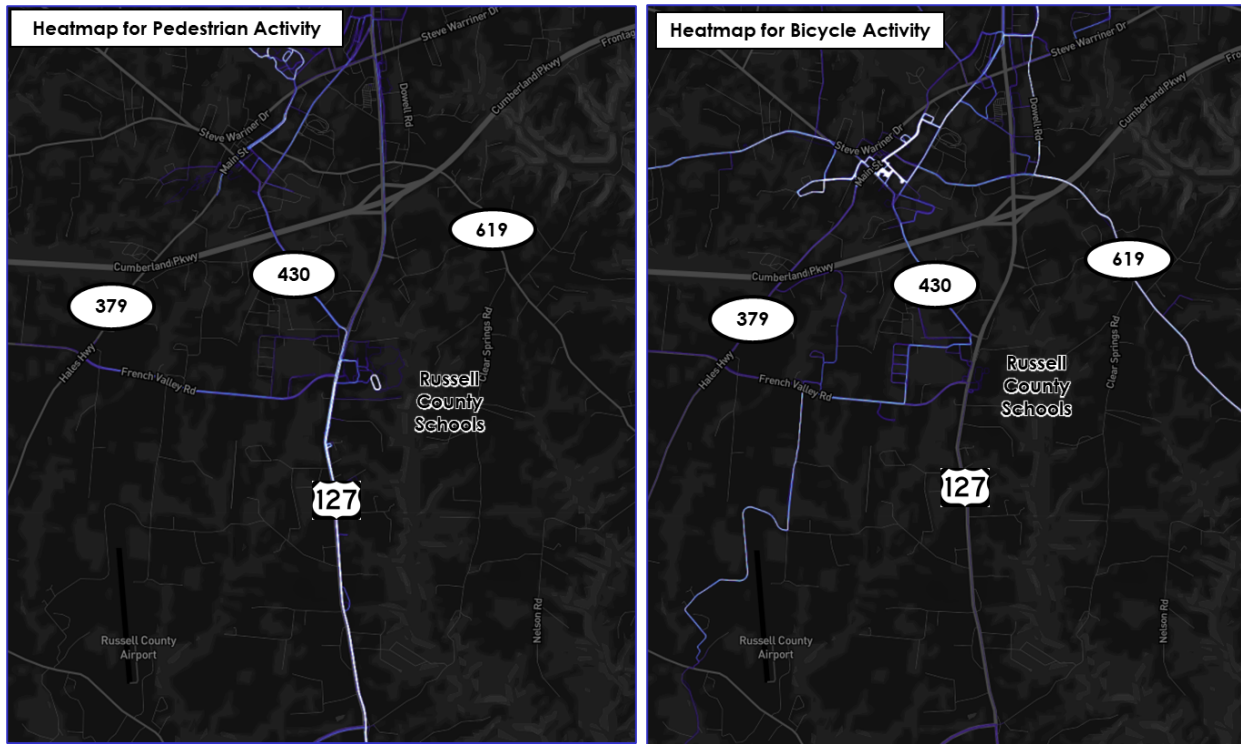 Heatmap for Pedestrian Activity
Steve Warriner Dr
Frontag
Cumberland Pkwy
Dowell Rd
Steve Warriner Dr
Main St
619
430
Cumberland Pkwy
379
Hales Hwy
French Valley Rd
Clear Springs Rd
Russell
County
Schools
127
Nelson Rd
Russell County
Airport
Heatmap for Bicycle Activity
Steve Warriner Dr
Fro
Cumberland Pkwy
Dowell Rd
Steve Warriner Dr
Main St
619
430
Cumberland Pkwy
379
Hales Hwy
French Valley Rd
Clear Springs Rd
Russell
County
Schools
127
Nelson Rd
Russell County
Airport